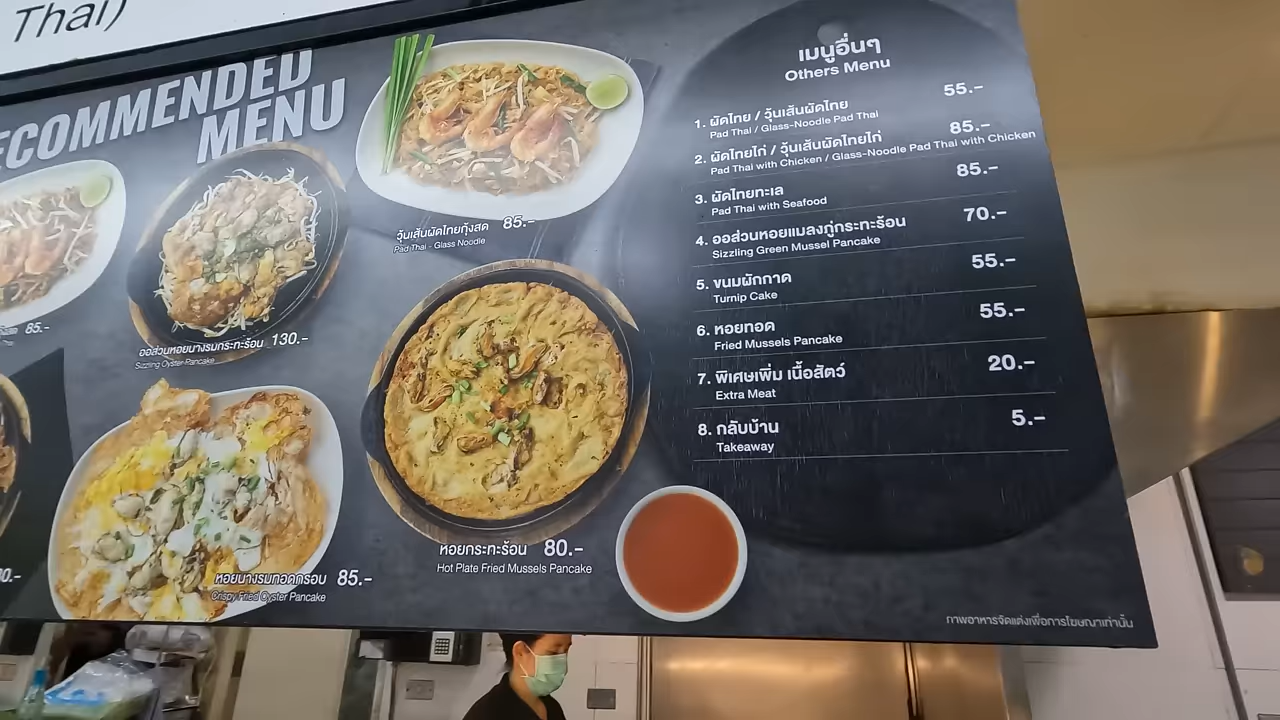 Thai)
ECOMMENDED
MENU
85.-
ออส่วนหอยนางรมกระทะร้อน 130.-
Sizzling Oyster Pancake
วุ้นเส้นผัดไทยกุ้งสด 85.-
Pad Thai - Glass Noodle
หอยนางรมทอดกรอบ 85.-
Crispy Fried Oyster Pancake
หอยกระทะร้อน 80.-
Hot Plate Fried Mussels Pancake
เมนูอื่นๆ
Others Menu
1. ผัดไทย / วุ้นเส้นผัดไทย 55.-
Pad Thai / Glass-Noodle Pad Thai
2. ผัดไทยไก่ / วุ้นเส้นผัดไทยไก่ 85.-
Pad Thai with Chicken / Glass-Noodle Pad Thai with Chicken
3. ผัดไทยทะเล 85.-
Pad Thai with Seafood
4. ออส่วนหอยแมลงภู่กระทะร้อน 70.-
Sizzling Green Mussel Pancake
5. ขนมผักกาด 55.-
Turnip Cake
6. หอยทอด 55.-
Fried Mussels Pancake
7. พิเศษเพิ่ม เนื้อสัตว์ 20.-
Extra Meat
8. กลับบ้าน 5.-
Takeaway
ภาพอาหารจัดแต่งเพื่อการโฆษณาเท่านั้น